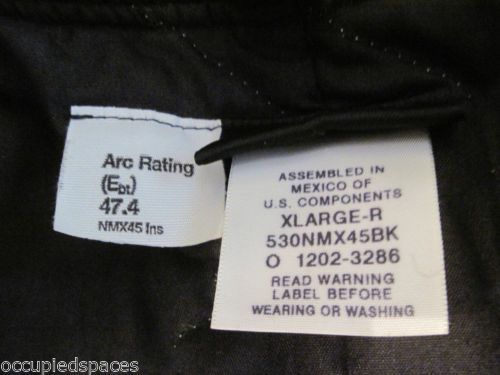 Arc Rating
(Ebt)
47.4
NMX45 Ins
ASSEMBLED IN
MEXICO OF
U.S. COMPONENTS
XLARGE-R
530NMX45BK
O 1202-3286
READ WARNING
LABEL BEFORE
WEARING OR WASHING
occupiedspaces